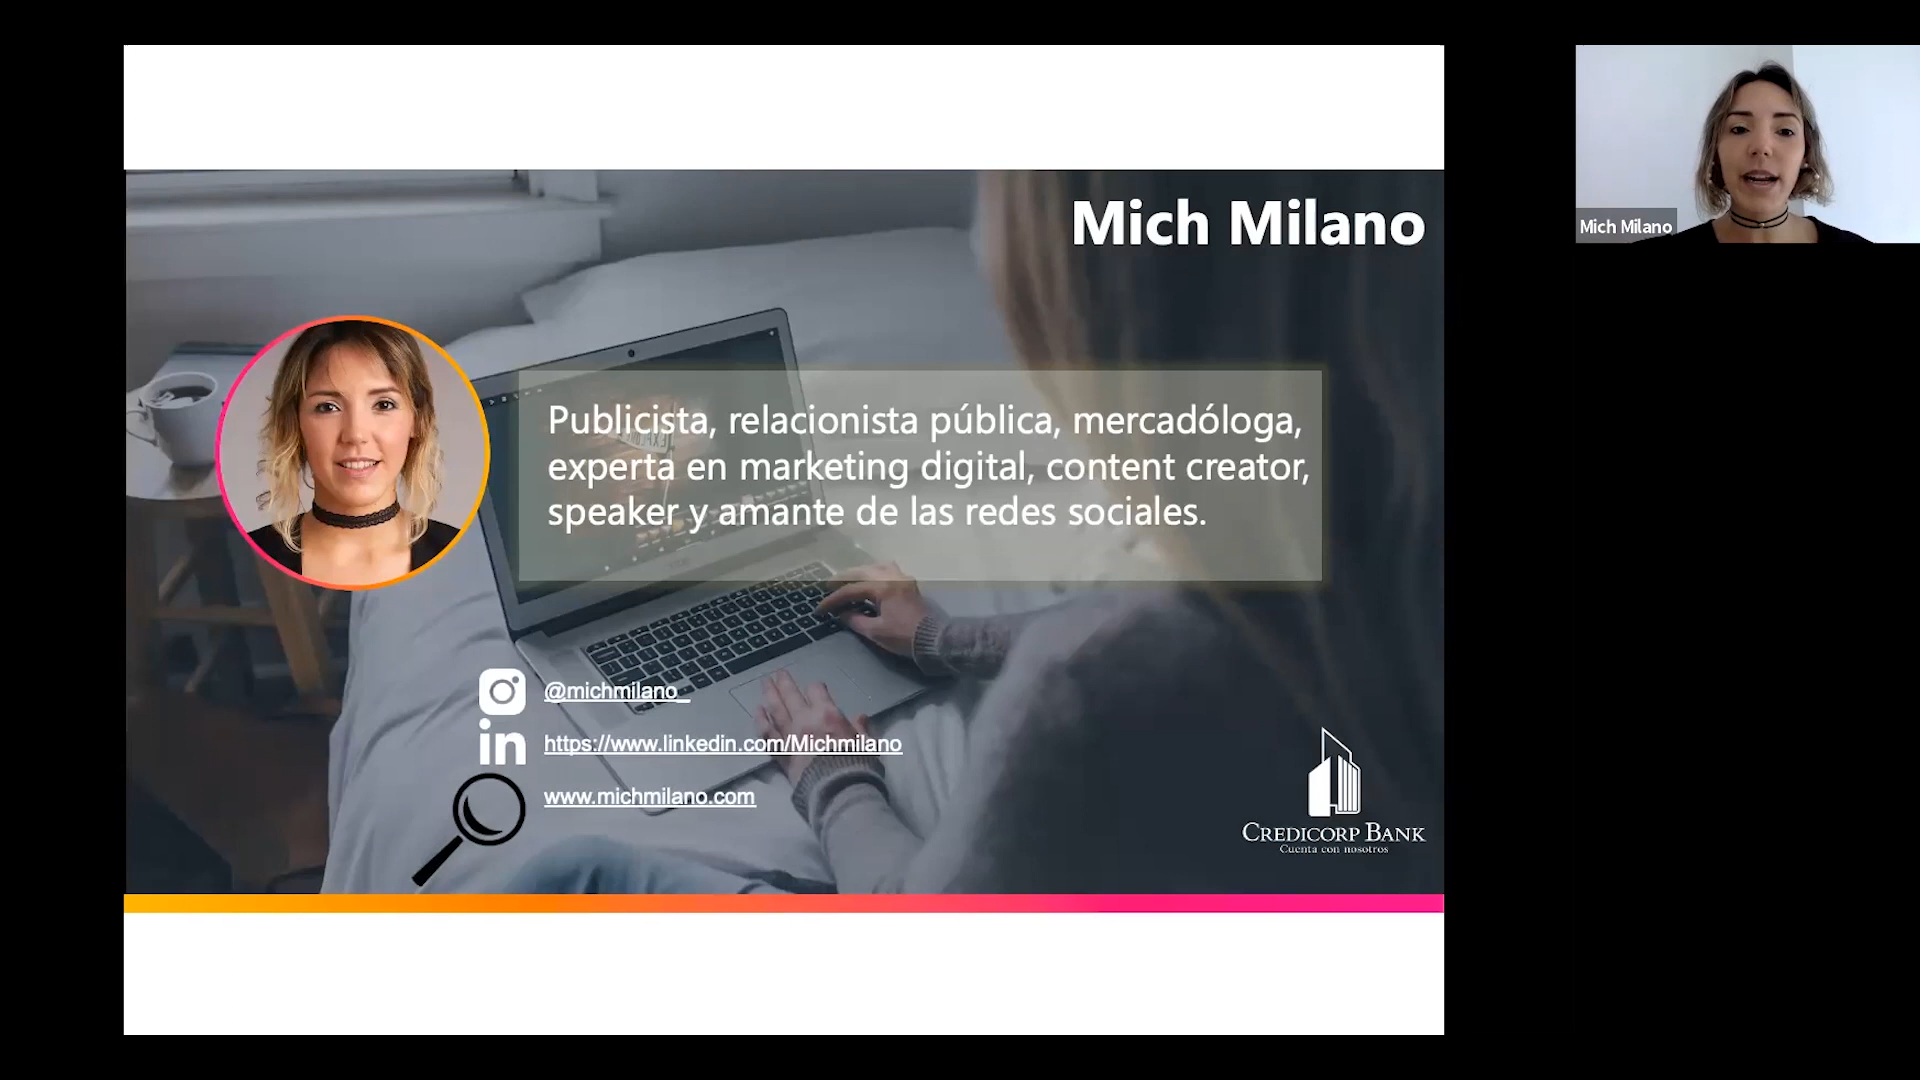 Mich Milano
Publicista, relacionista pública, mercadóloga,
experta en marketing digital, content creator,
speaker y amante de las redes sociales.
@michmilano_
https://www.linkedin.com/Michmilano
www.michmilano.com
CREDICORP BANK
Cuenta con nosotros
Mich Milano